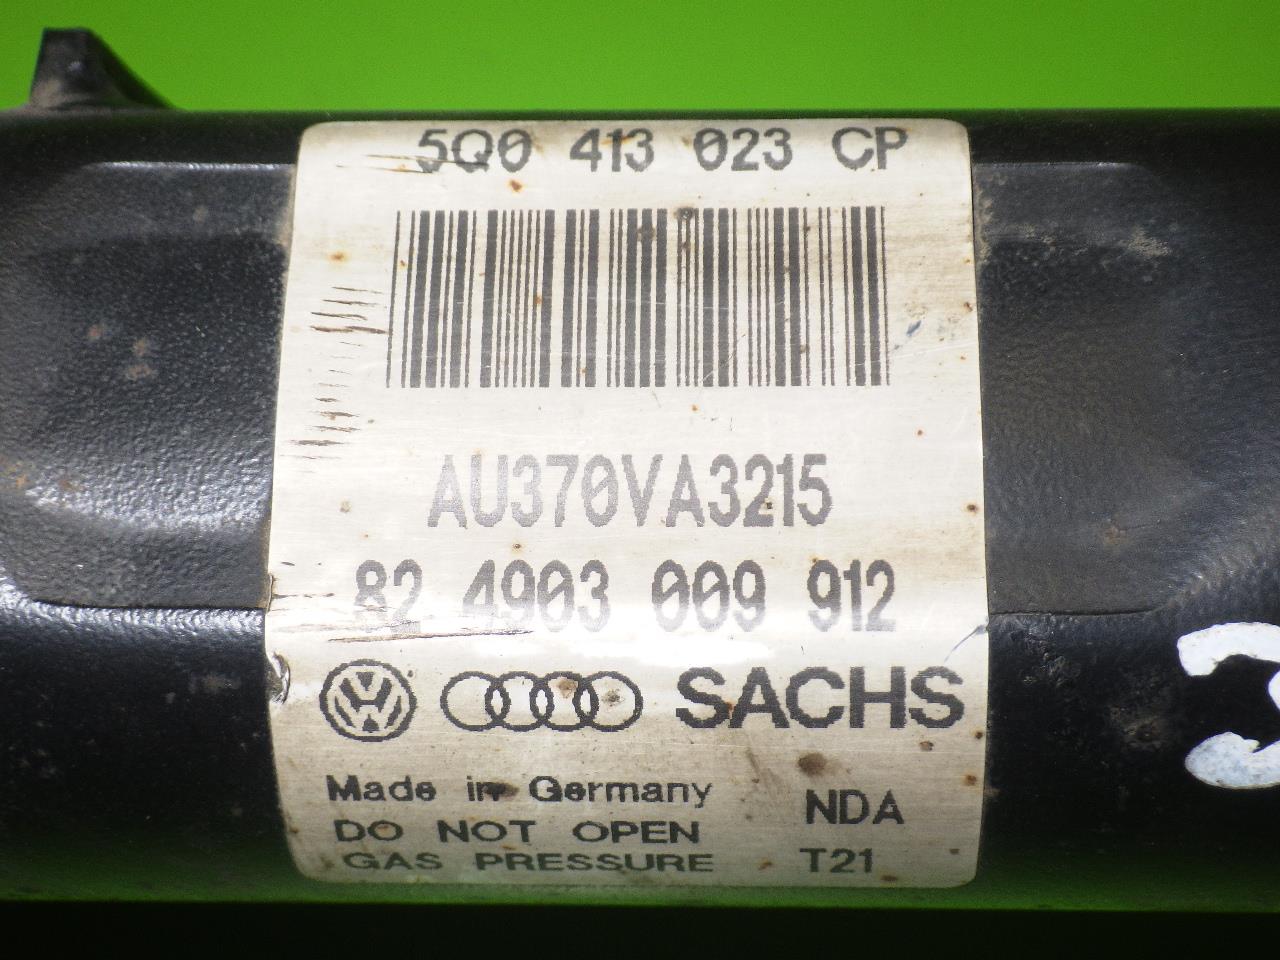 5Q0 413 023 CP
AU370VA3215
82 4903 009 912
VW SACHS
Made in Germany NDA
DO NOT OPEN
GAS PRESSURE T21